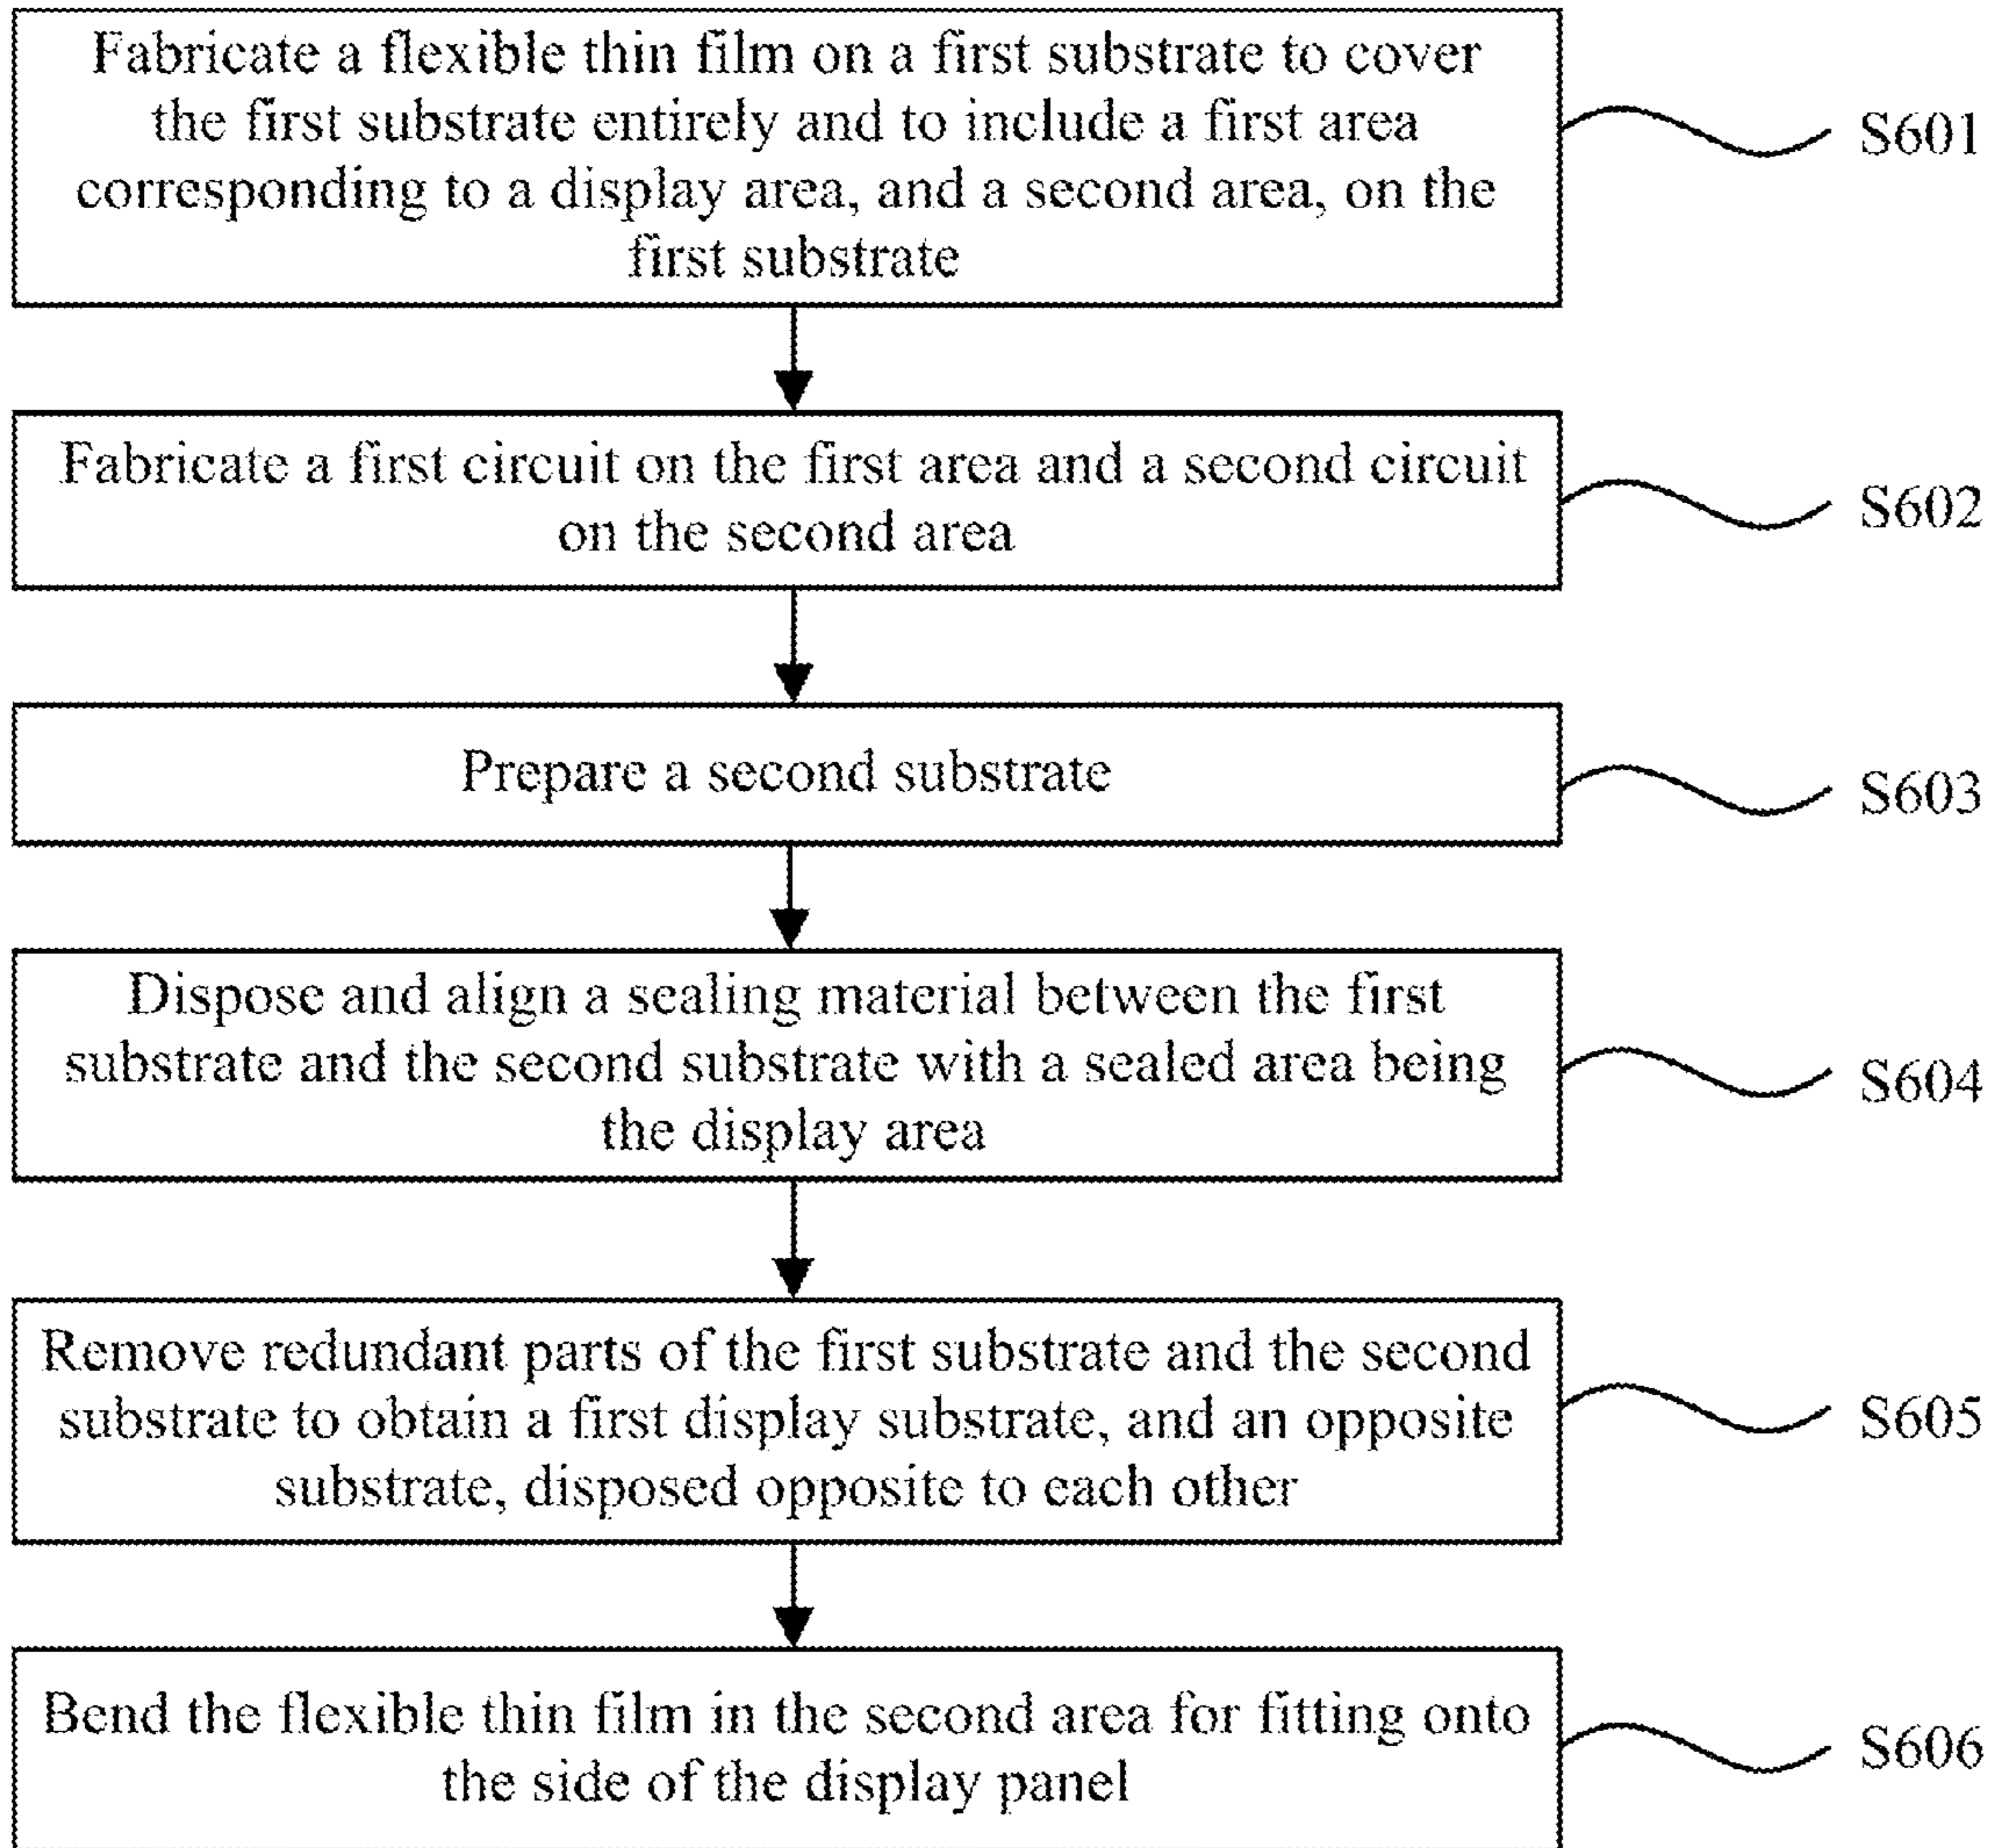 Fabricate a flexible thin film on a first substrate to cover
the first substrate entirely and to include a first area
corresponding to a display area, and a second area, on the
first substrate
S601
Fabricate a first circuit on the first area and a second circuit
on the second area
S602
Prepare a second substrate
S603
Dispose and align a sealing material between the first
substrate and the second substrate with a sealed area being
the display area
S604
Remove redundant parts of the first substrate and the second
substrate to obtain a first display substrate, and an opposite
substrate, disposed opposite to each other
S605
Bend the flexible thin film in the second area for fitting onto
the side of the display panel
S606